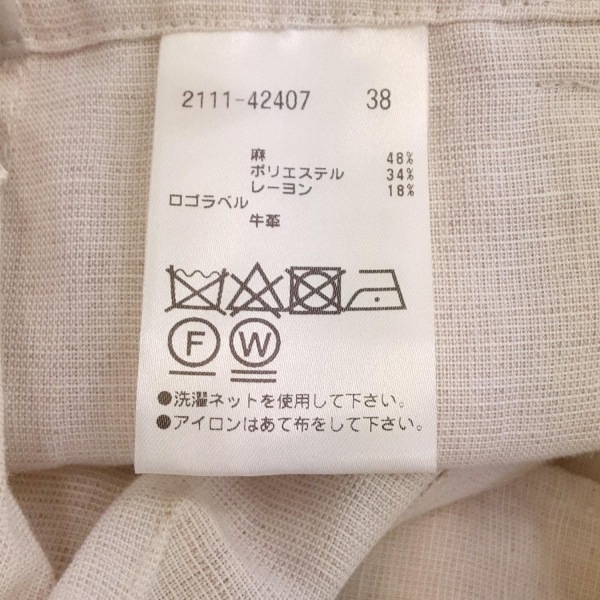 2111-42407 38
麻 48%
ポリエステル 34%
レーヨン 18%
ロゴラベル
牛革
F W
●洗濯ネットを使用して下さい。
●アイロンはあて布をして下さい。